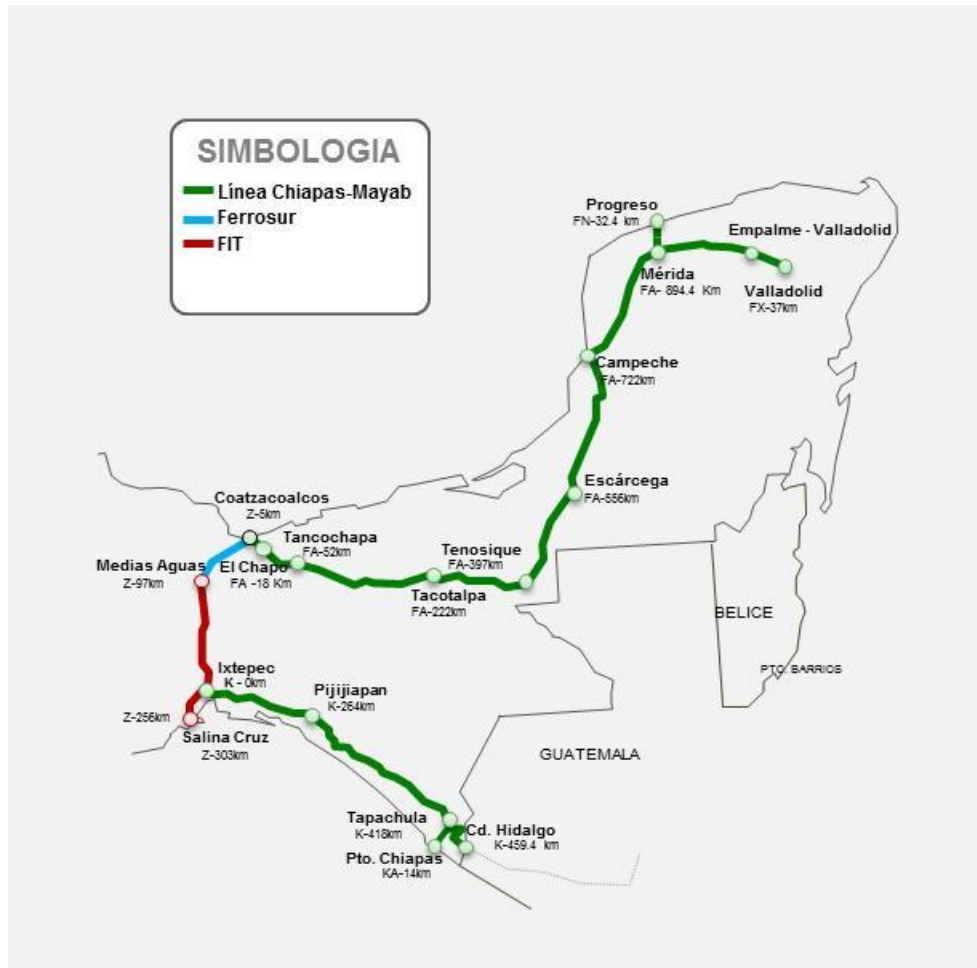 SIMBOLOGIA
Línea Chiapas-Mayab
Ferrosur
FIT
Progreso
FN-32.4 km
Empalme - Valladolid
Mérida
FA- 894.4 Km
Valladolid
FX-37km
Campeche
FA-722km
Escárcega
FA-556km
Coatzacoalcos
Z-5km
Tancochapa
FA-52km
Tenosique
FA-397km
Medias Aguas
Z-97km
El Chapo
FA -18 Km
Tacotalpa
FA-222km
BELICE
PTO. BARRIOS
Ixtepec
K - 0km
Pijijiapan
K-264km
Z-256km
Salina Cruz
Z-303km
GUATEMALA
Tapachula
K-418km
Cd. Hidalgo
K-459.4 km
Pto. Chiapas
KA-14km